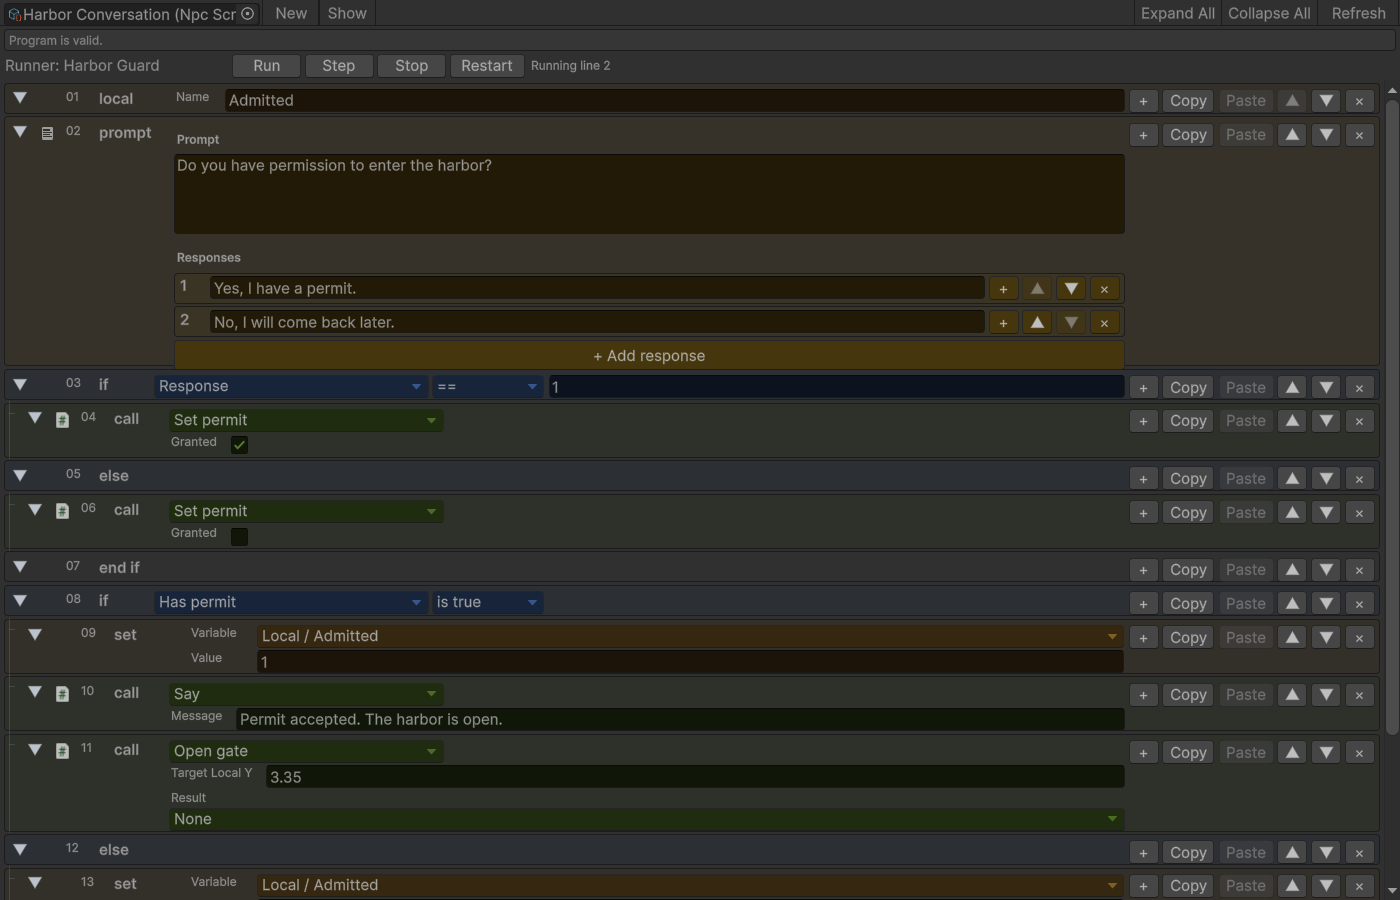 Harbor Conversation (Npc Scr New Show Expand All Collapse All Refresh
Program is valid.
Runner: Harbor Guard Run Step Stop Restart Running line 2
01 local Name Admitted + Copy Paste ▲ ▼ ×
02 prompt Prompt + Copy Paste ▲ ▼ ×
Do you have permission to enter the harbor?
Responses
1 Yes, I have a permit. + ▲ ▼ ×
2 No, I will come back later. + ▲ ▼ ×
+ Add response
03 if Response == 1 + Copy Paste ▲ ▼ ×
04 call Set permit + Copy Paste ▲ ▼ ×
Granted
05 else + Copy Paste ▲ ▼ ×
06 call Set permit + Copy Paste ▲ ▼ ×
Granted
07 end if + Copy Paste ▲ ▼ ×
08 if Has permit is true + Copy Paste ▲ ▼ ×
09 set Variable Local / Admitted + Copy Paste ▲ ▼ ×
Value 1
10 call Say + Copy Paste ▲ ▼ ×
Message Permit accepted. The harbor is open.
11 call Open gate + Copy Paste ▲ ▼ ×
Target Local Y 3.35
Result
None
12 else + Copy Paste ▲ ▼ ×
13 set Variable Local / Admitted + Copy Paste ▲ ▼ ×